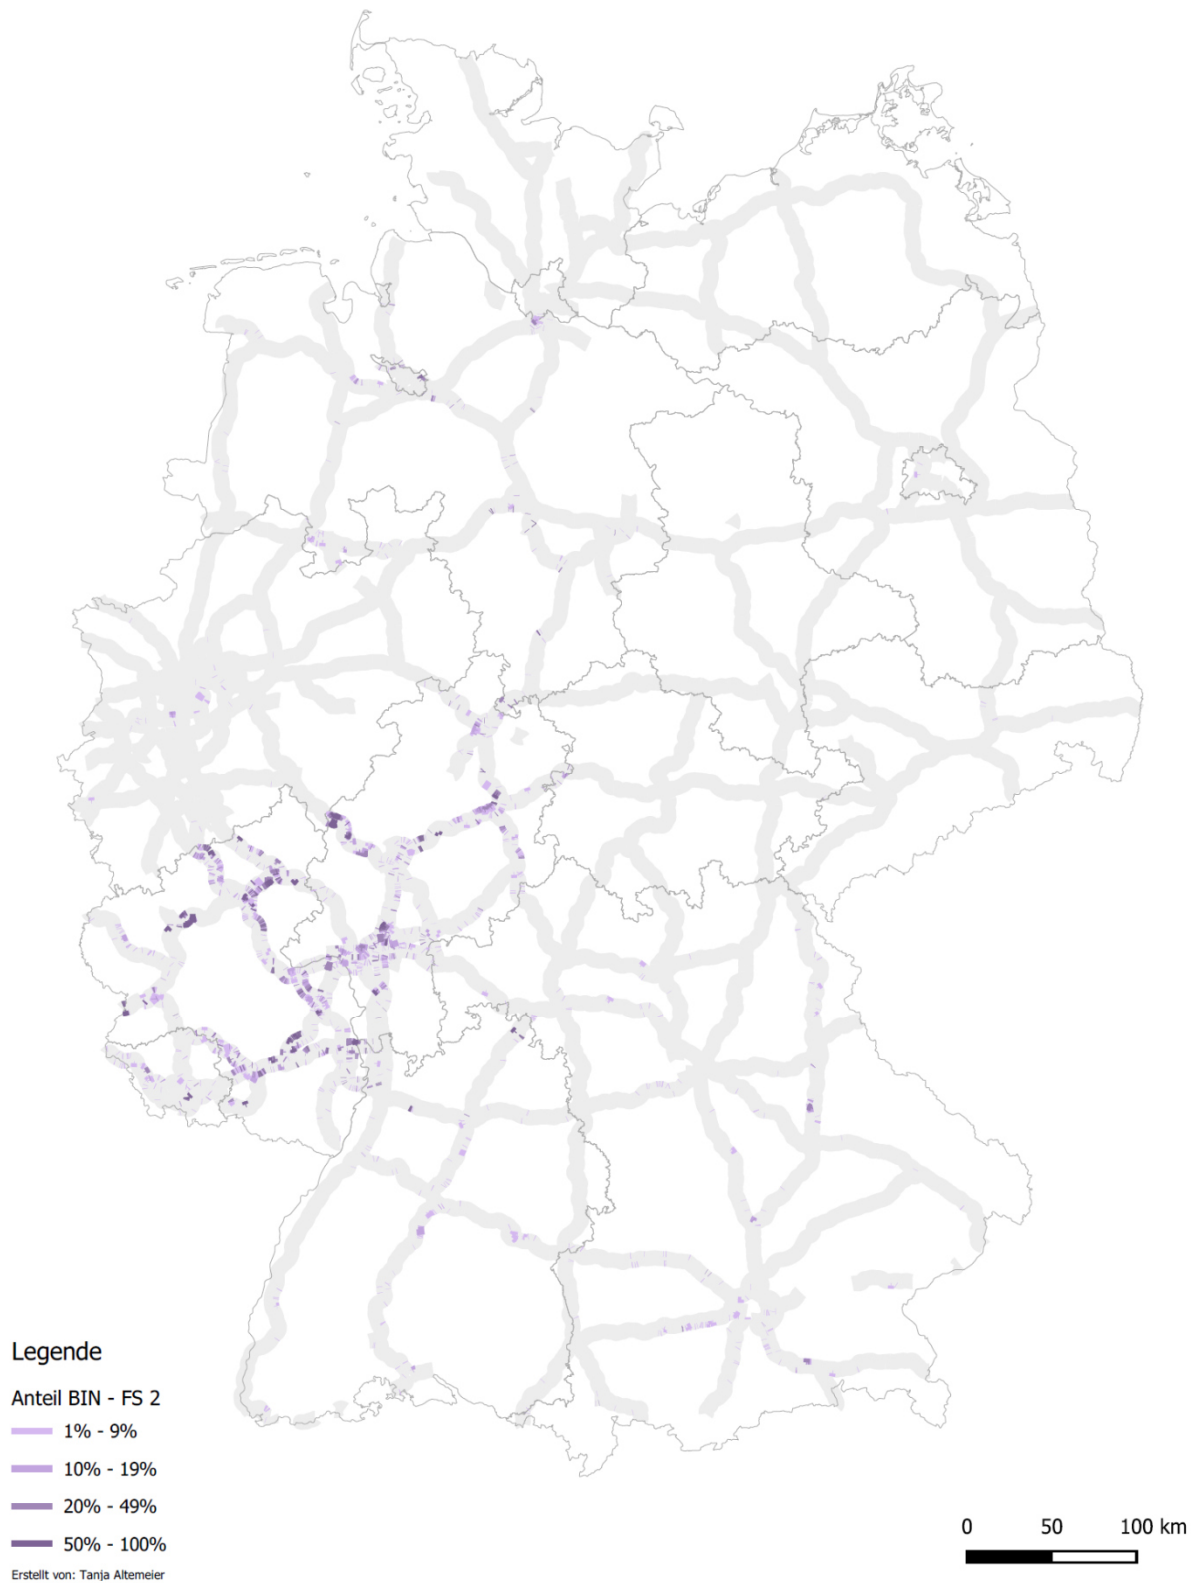 Legende
Anteil BIN - FS 2
1% - 9%
10% - 19%
20% - 49%
50% - 100%
Erstellt von: Tanja Altemeier
0 50 100 km